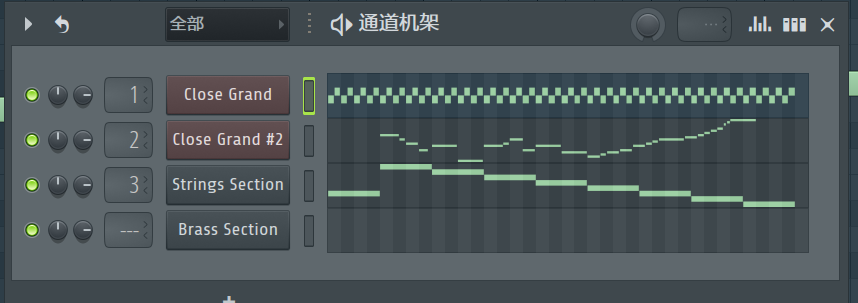 全部 通道机架
1 Close Grand
2 Close Grand #2
3 Strings Section
--- Brass Section